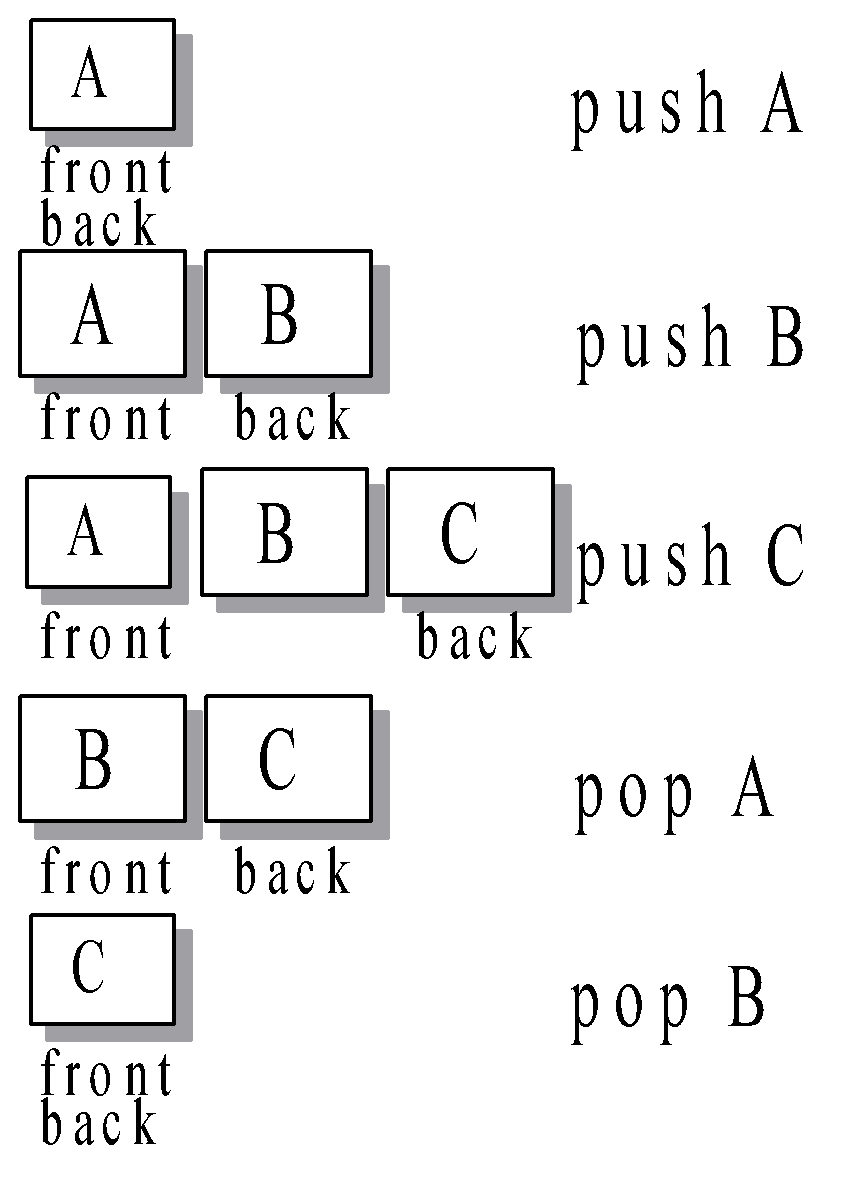 A
push A
front
back
A B
push B
front back
A B C
push C
front back
B C
pop A
front back
C
pop B
front
back